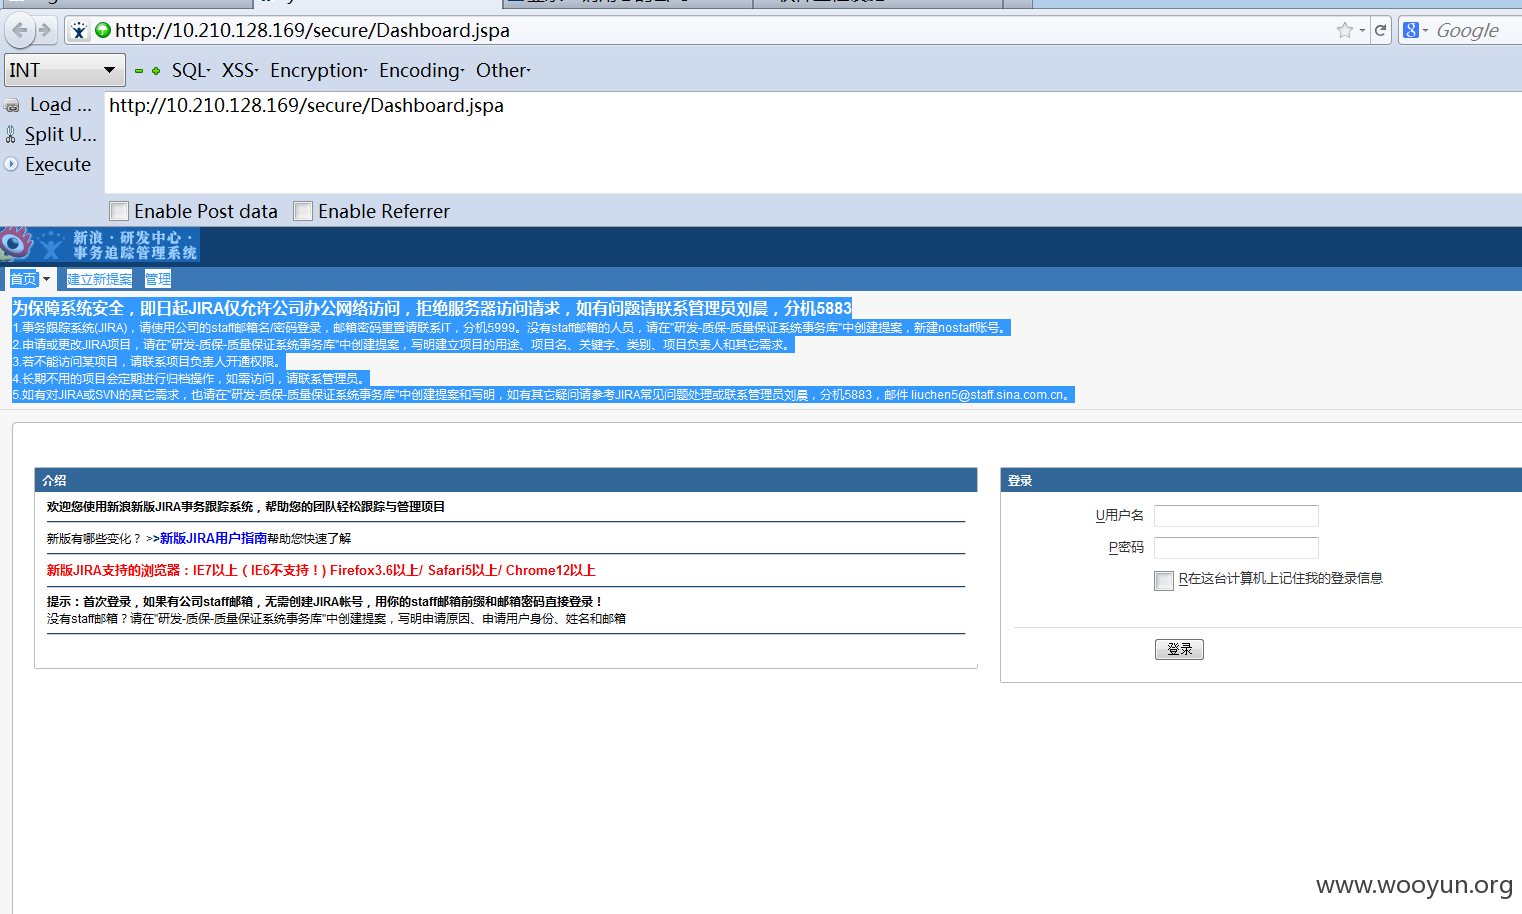 http://10.210.128.169/secure/Dashboard.jspa
Google
INT
SQL
XSS
Encryption
Encoding
Other
Load ...
http://10.210.128.169/secure/Dashboard.jspa
Split U...
Execute
Enable Post data
Enable Referrer
新浪·研发中心·
事务追踪管理系统
首页
建立新提案
管理
为保障系统安全，即日起JIRA仅允许公司办公网络访问，拒绝服务器访问请求，如有问题请联系管理员刘晨，分机5883
1.事务跟踪系统(JIRA)，请使用公司的staff邮箱名/密码登录，邮箱密码重置请联系IT，分机5999。没有staff邮箱的人员，请在"研发-质保-质量保证系统事务库"中创建提案，新建nostaff账号。
2.申请或更改JIRA项目，请在"研发-质保-质量保证系统事务库"中创建提案，写明建立项目的用途、项目名、关键字、类别、项目负责人和其它需求。
3.若不能访问某项目，请联系项目负责人开通权限。
4.长期不用的项目会定期进行归档操作，如需访问，请联系管理员。
5.如有对JIRA或SVN的其它需求，也请在"研发-质保-质量保证系统事务库"中创建提案和写明，如有其它疑问请参考JIRA常见问题处理或联系管理员刘晨，分机5883，邮件 liuchen5@staff.sina.com.cn。
介绍
欢迎您使用新浪新版JIRA事务跟踪系统，帮助您的团队轻松跟踪与管理项目
新版有哪些变化？ >>新版JIRA用户指南帮助您快速了解
新版JIRA支持的浏览器：IE7以上（IE6不支持！) Firefox3.6以上/ Safari5以上/ Chrome12以上
提示：首次登录，如果有公司staff邮箱，无需创建JIRA帐号，用你的staff邮箱前缀和邮箱密码直接登录！
没有staff邮箱？请在"研发-质保-质量保证系统事务库"中创建提案，写明申请原因、申请用户身份、姓名和邮箱
登录
U用户名
P密码
R在这台计算机上记住我的登录信息
登录
www.wooyun.org